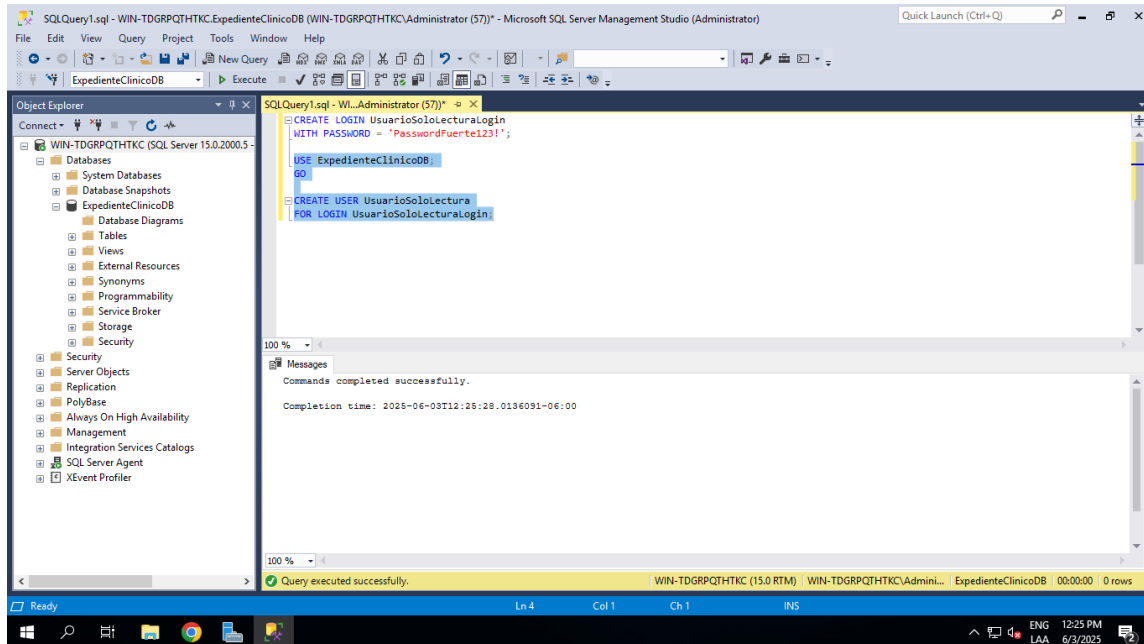 SQLQuery1.sql - WIN-TDGRPQTHTKC.ExpedienteClinicoDB (WIN-TDGRPQTHTKC\Administrator (57))* - Microsoft SQL Server Management Studio (Administrator)
Quick Launch (Ctrl+Q)
File Edit View Query Project Tools Window Help
New Query
MDX DMX XMLA DAX
ExpedienteClinicoDB
Execute
Object Explorer
SQLQuery1.sql - WI...Administrator (57))*
Connect
WIN-TDGRPQTHTKC (SQL Server 15.0.2000.5 -
Databases
System Databases
Database Snapshots
ExpedienteClinicoDB
Database Diagrams
Tables
Views
External Resources
Synonyms
Programmability
Service Broker
Storage
Security
Security
Server Objects
Replication
PolyBase
Always On High Availability
Management
Integration Services Catalogs
SQL Server Agent
XEvent Profiler
CREATE LOGIN UsuarioSoloLecturaLogin
WITH PASSWORD = 'PasswordFuerte123!';
USE ExpedienteClinicoDB;
GO
CREATE USER UsuarioSoloLectura
FOR LOGIN UsuarioSoloLecturaLogin;
100 %
Messages
Commands completed successfully.
Completion time: 2025-06-03T12:25:28.0136091-06:00
100 %
Query executed successfully.
WIN-TDGRPQTHTKC (15.0 RTM) WIN-TDGRPQTHTKC\Admini... ExpedienteClinicoDB 00:00:00 0 rows
Ready
Ln 4 Col 1 Ch 1 INS
ENG 12:25 PM
LAA 6/3/2025
2